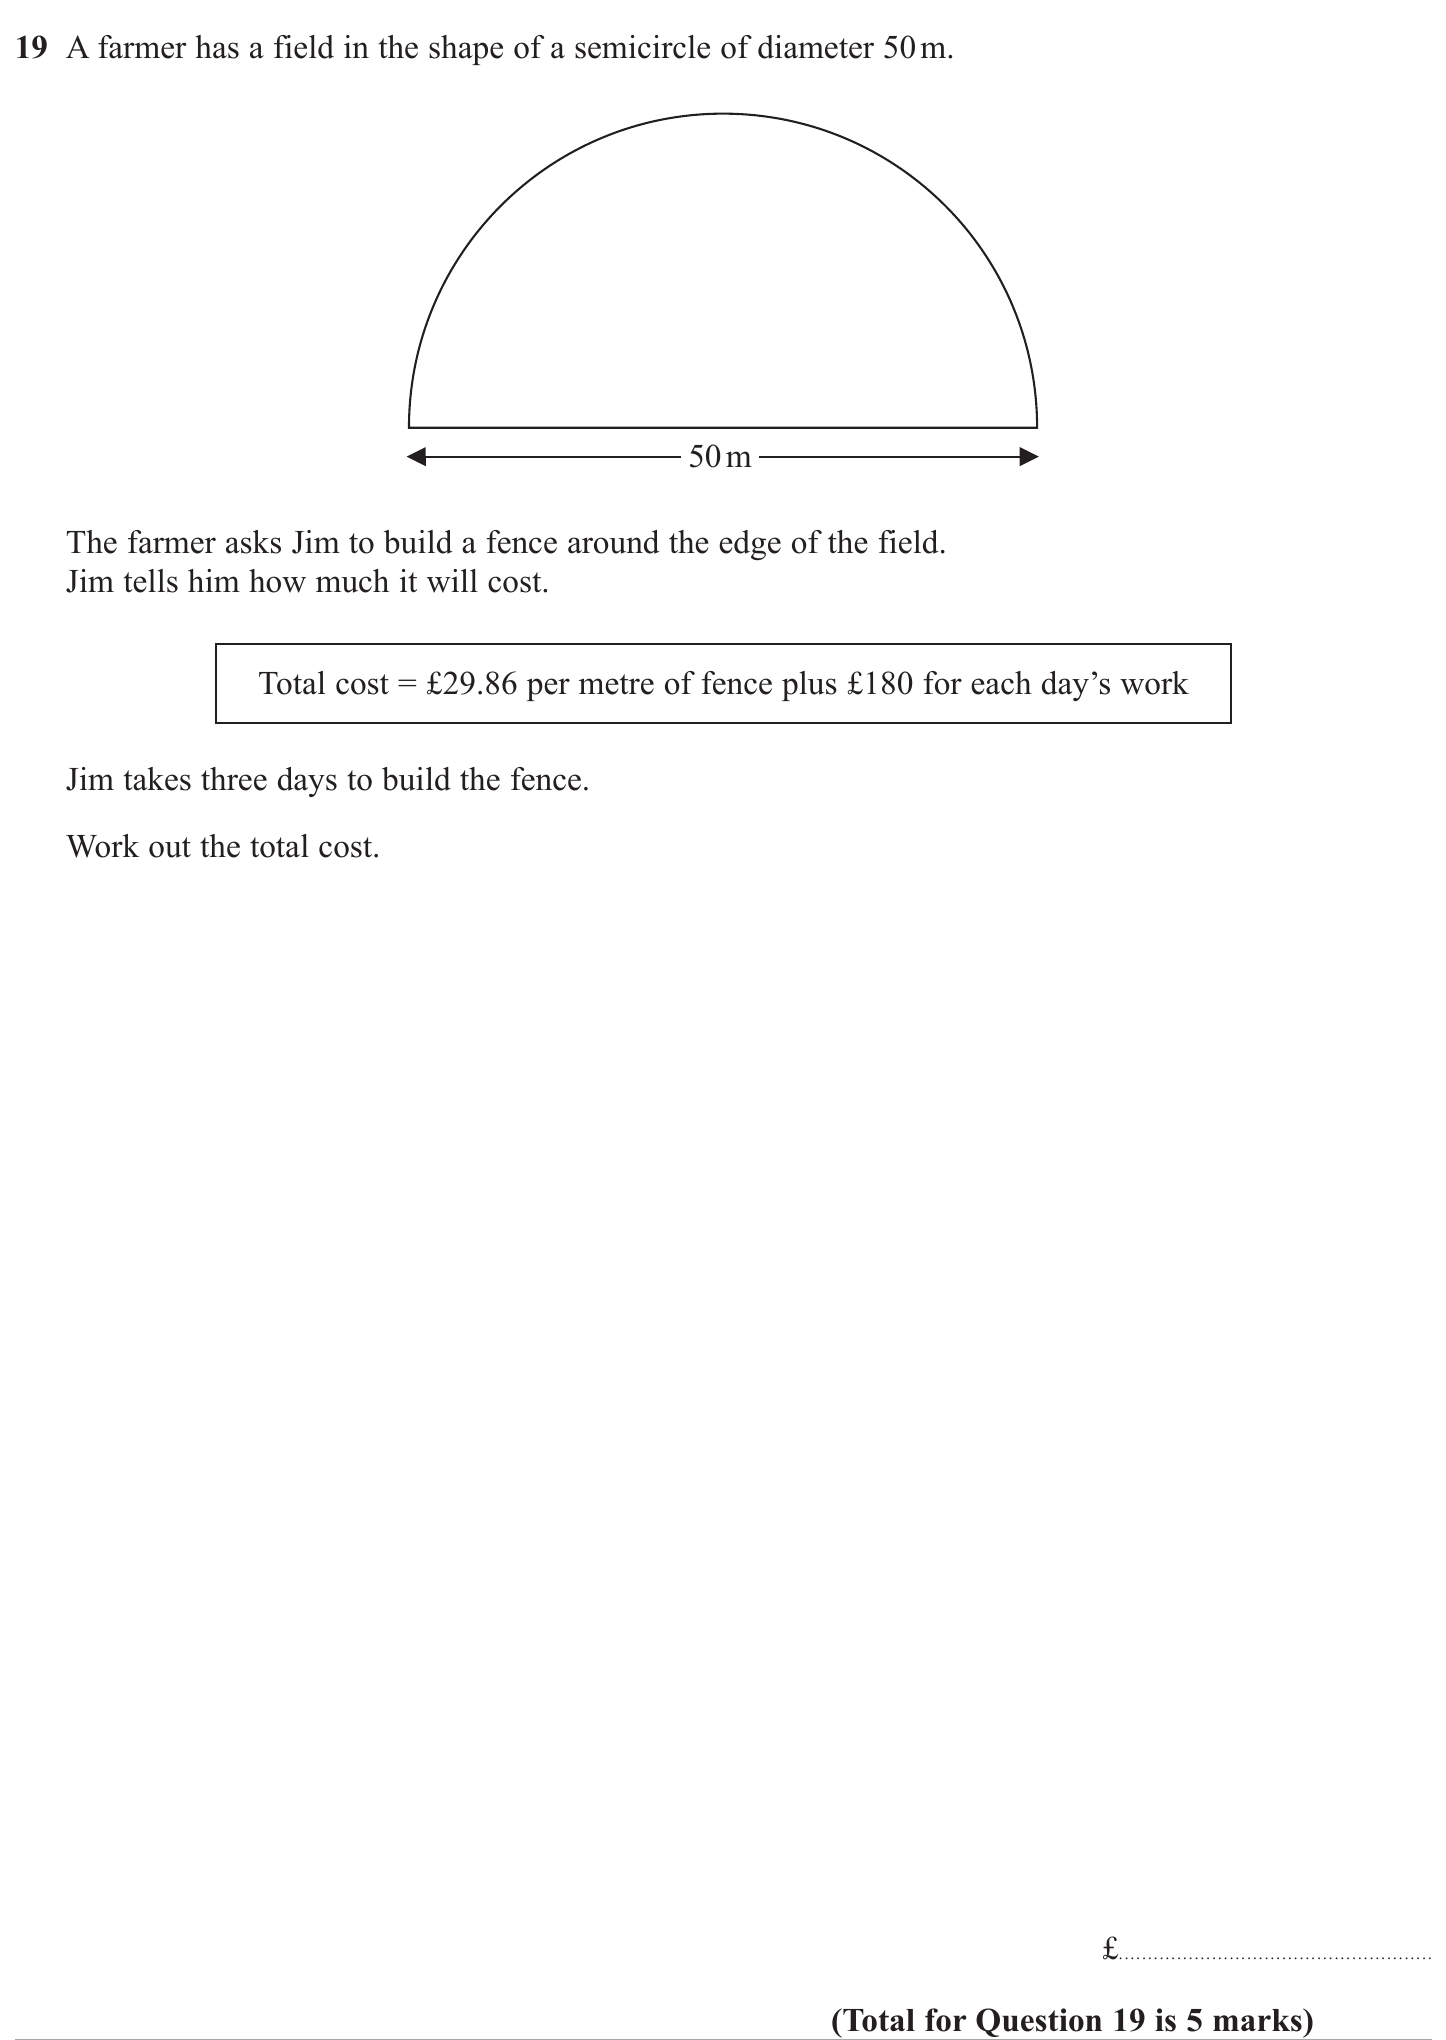 19 A farmer has a field in the shape of a semicircle of diameter 50 m.
50 m
The farmer asks Jim to build a fence around the edge of the field.
Jim tells him how much it will cost.
Total cost = £29.86 per metre of fence plus £180 for each day’s work
Jim takes three days to build the fence.
Work out the total cost.
£
(Total for Question 19 is 5 marks)